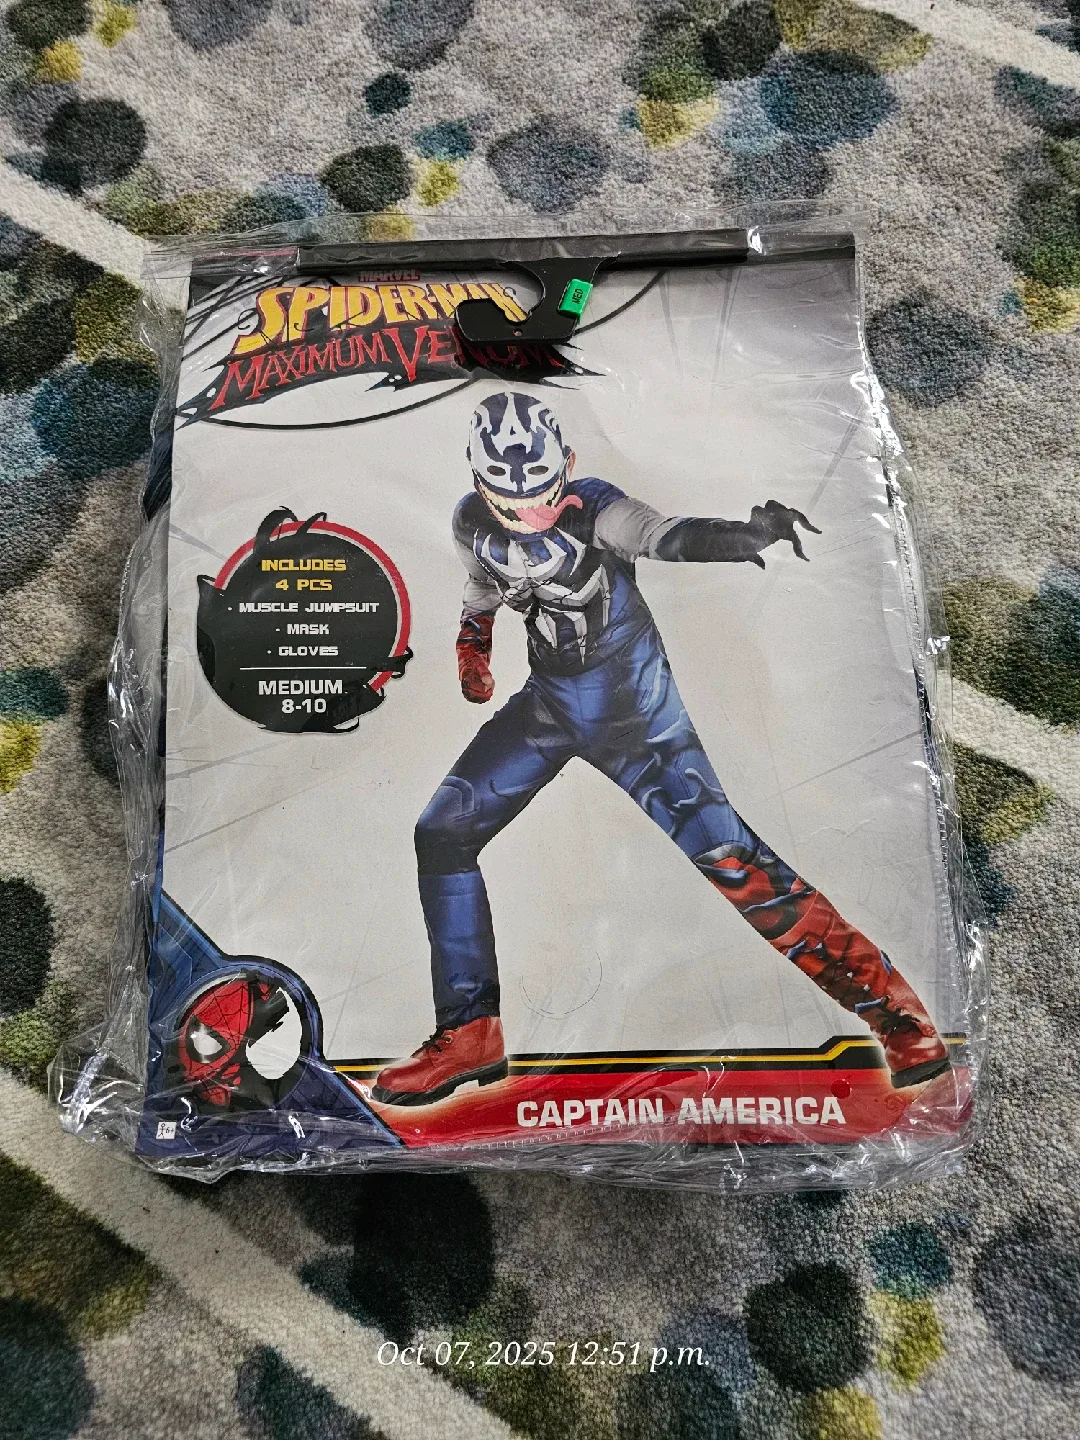 MARVEL
SPIDER-MAN
MAXIMUM VENOM
MED
A
INCLUDES
4 PCS
• MUSCLE JUMPSUIT
• MASK
• GLOVES
MEDIUM
8-10
CAPTAIN AMERICA
6+
Oct 07, 2025 12:51 p.m.